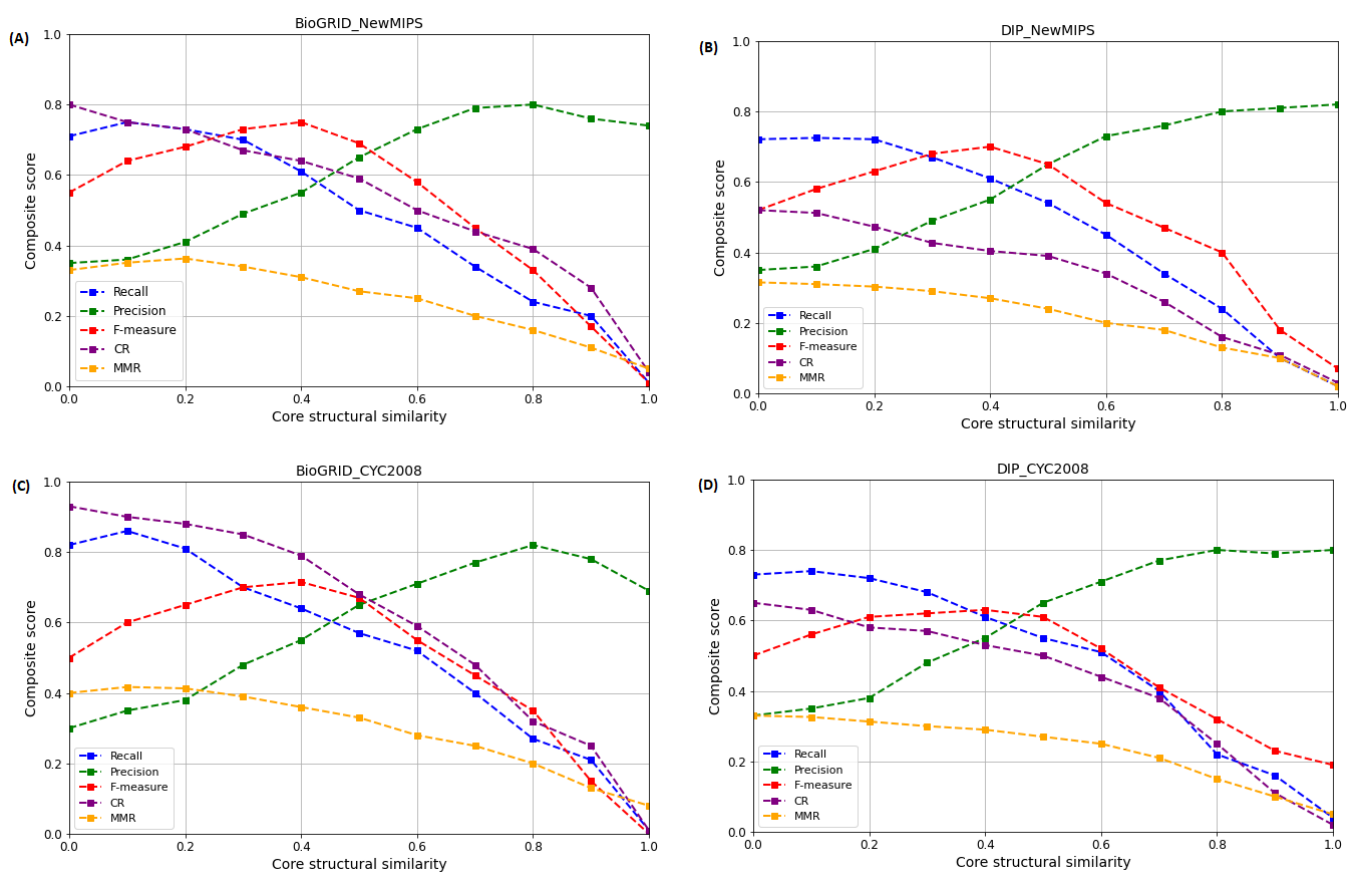 (A)
BioGRID_NewMIPS
Composite score
1.0
0.8
0.6
0.4
0.2
0.0
Recall
Precision
F-measure
CR
MMR
0.0 0.2 0.4 0.6 0.8 1.0
Core structural similarity
(B)
DIP_NewMIPS
Composite score
1.0
0.8
0.6
0.4
0.2
0.0
Recall
Precision
F-measure
CR
MMR
0.0 0.2 0.4 0.6 0.8 1.0
Core structural similarity
(C)
BioGRID_CYC2008
Composite score
1.0
0.8
0.6
0.4
0.2
0.0
Recall
Precision
F-measure
CR
MMR
0.0 0.2 0.4 0.6 0.8 1.0
Core structural similarity
(D)
DIP_CYC2008
Composite score
1.0
0.8
0.6
0.4
0.2
0.0
Recall
Precision
F-measure
CR
MMR
0.0 0.2 0.4 0.6 0.8 1.0
Core structural similarity